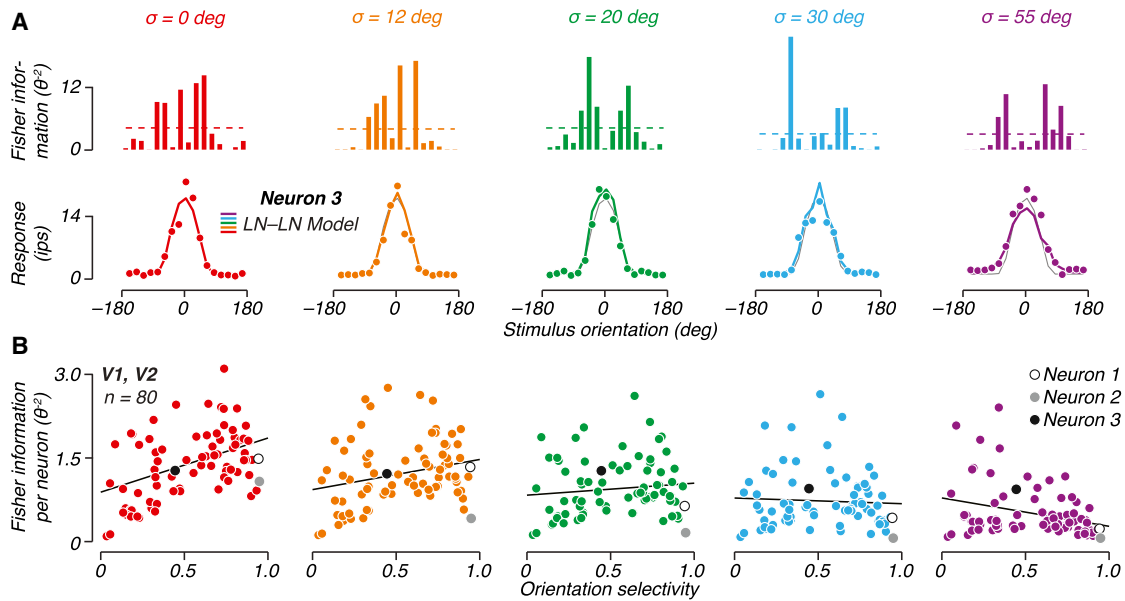 A
σ = 0 deg
σ = 12 deg
σ = 20 deg
σ = 30 deg
σ = 55 deg
Fisher infor-
mation (θ-2)
12
0
Neuron 3
LN–LN Model
Response
(ips)
14
0
−180 0 180
−180 0 180
−180 0 180
−180 0 180
−180 0 180
Stimulus orientation (deg)
B
Fisher information
per neuron (θ-2)
3.0
1.5
0
V1, V2
n = 80
Neuron 1
Neuron 2
Neuron 3
0 0.5 1.0
0 0.5 1.0
0 0.5 1.0
0 0.5 1.0
0 0.5 1.0
Orientation selectivity